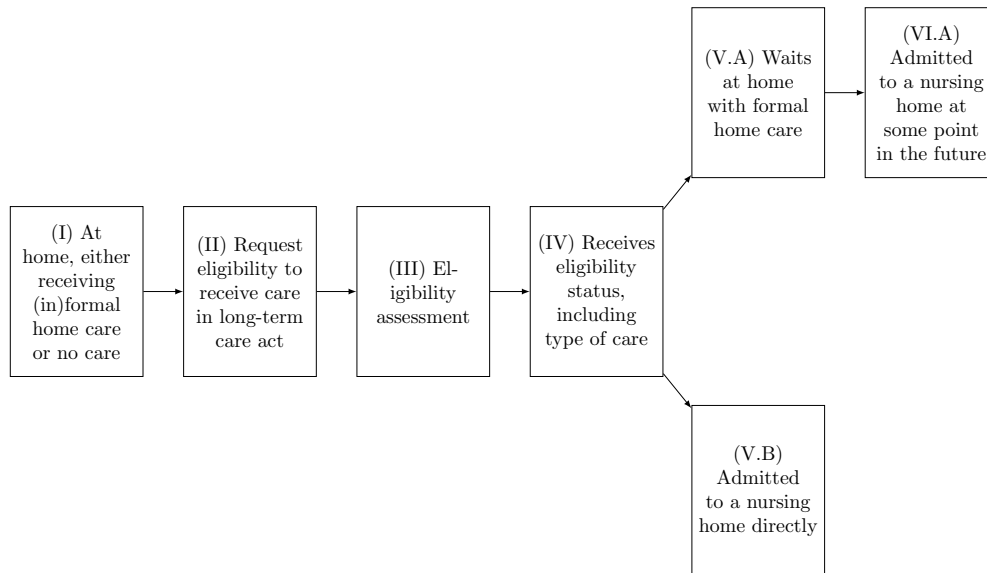 (I) At
home, either
receiving
(in)formal
home care
or no care
(II) Request
eligibility to
receive care
in long-term
care act
(III) El-
igibility
assessment
(IV) Receives
eligibility
status,
including
type of care
(V.A) Waits
at home
with formal
home care
(VI.A)
Admitted
to a nursing
home at
some point
in the future
(V.B)
Admitted
to a nursing
home directly